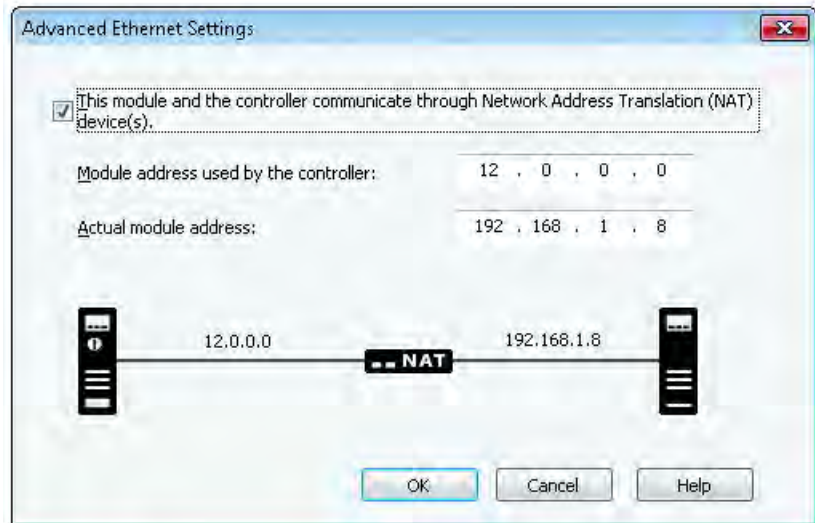 Advanced Ethernet Settings
This module and the controller communicate through Network Address Translation (NAT)
device(s).
Module address used by the controller: 12 . 0 . 0 . 0
Actual module address: 192 . 168 . 1 . 8
12.0.0.0 192.168.1.8
NAT
OK Cancel Help